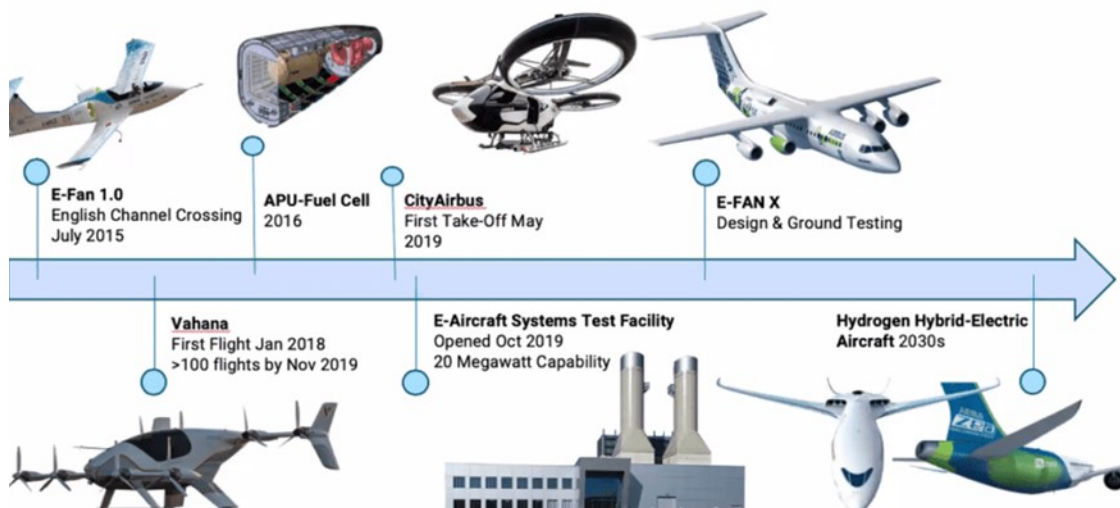 E-Fan 1.0
English Channel Crossing
July 2015
APU-Fuel Cell
2016
CityAirbus
First Take-Off May
2019
E-FAN X
Design & Ground Testing
Vahana
First Flight Jan 2018
>100 flights by Nov 2019
E-Aircraft Systems Test Facility
Opened Oct 2019
20 Megawatt Capability
Hydrogen Hybrid-Electric
Aircraft 2030s
AIRBUS